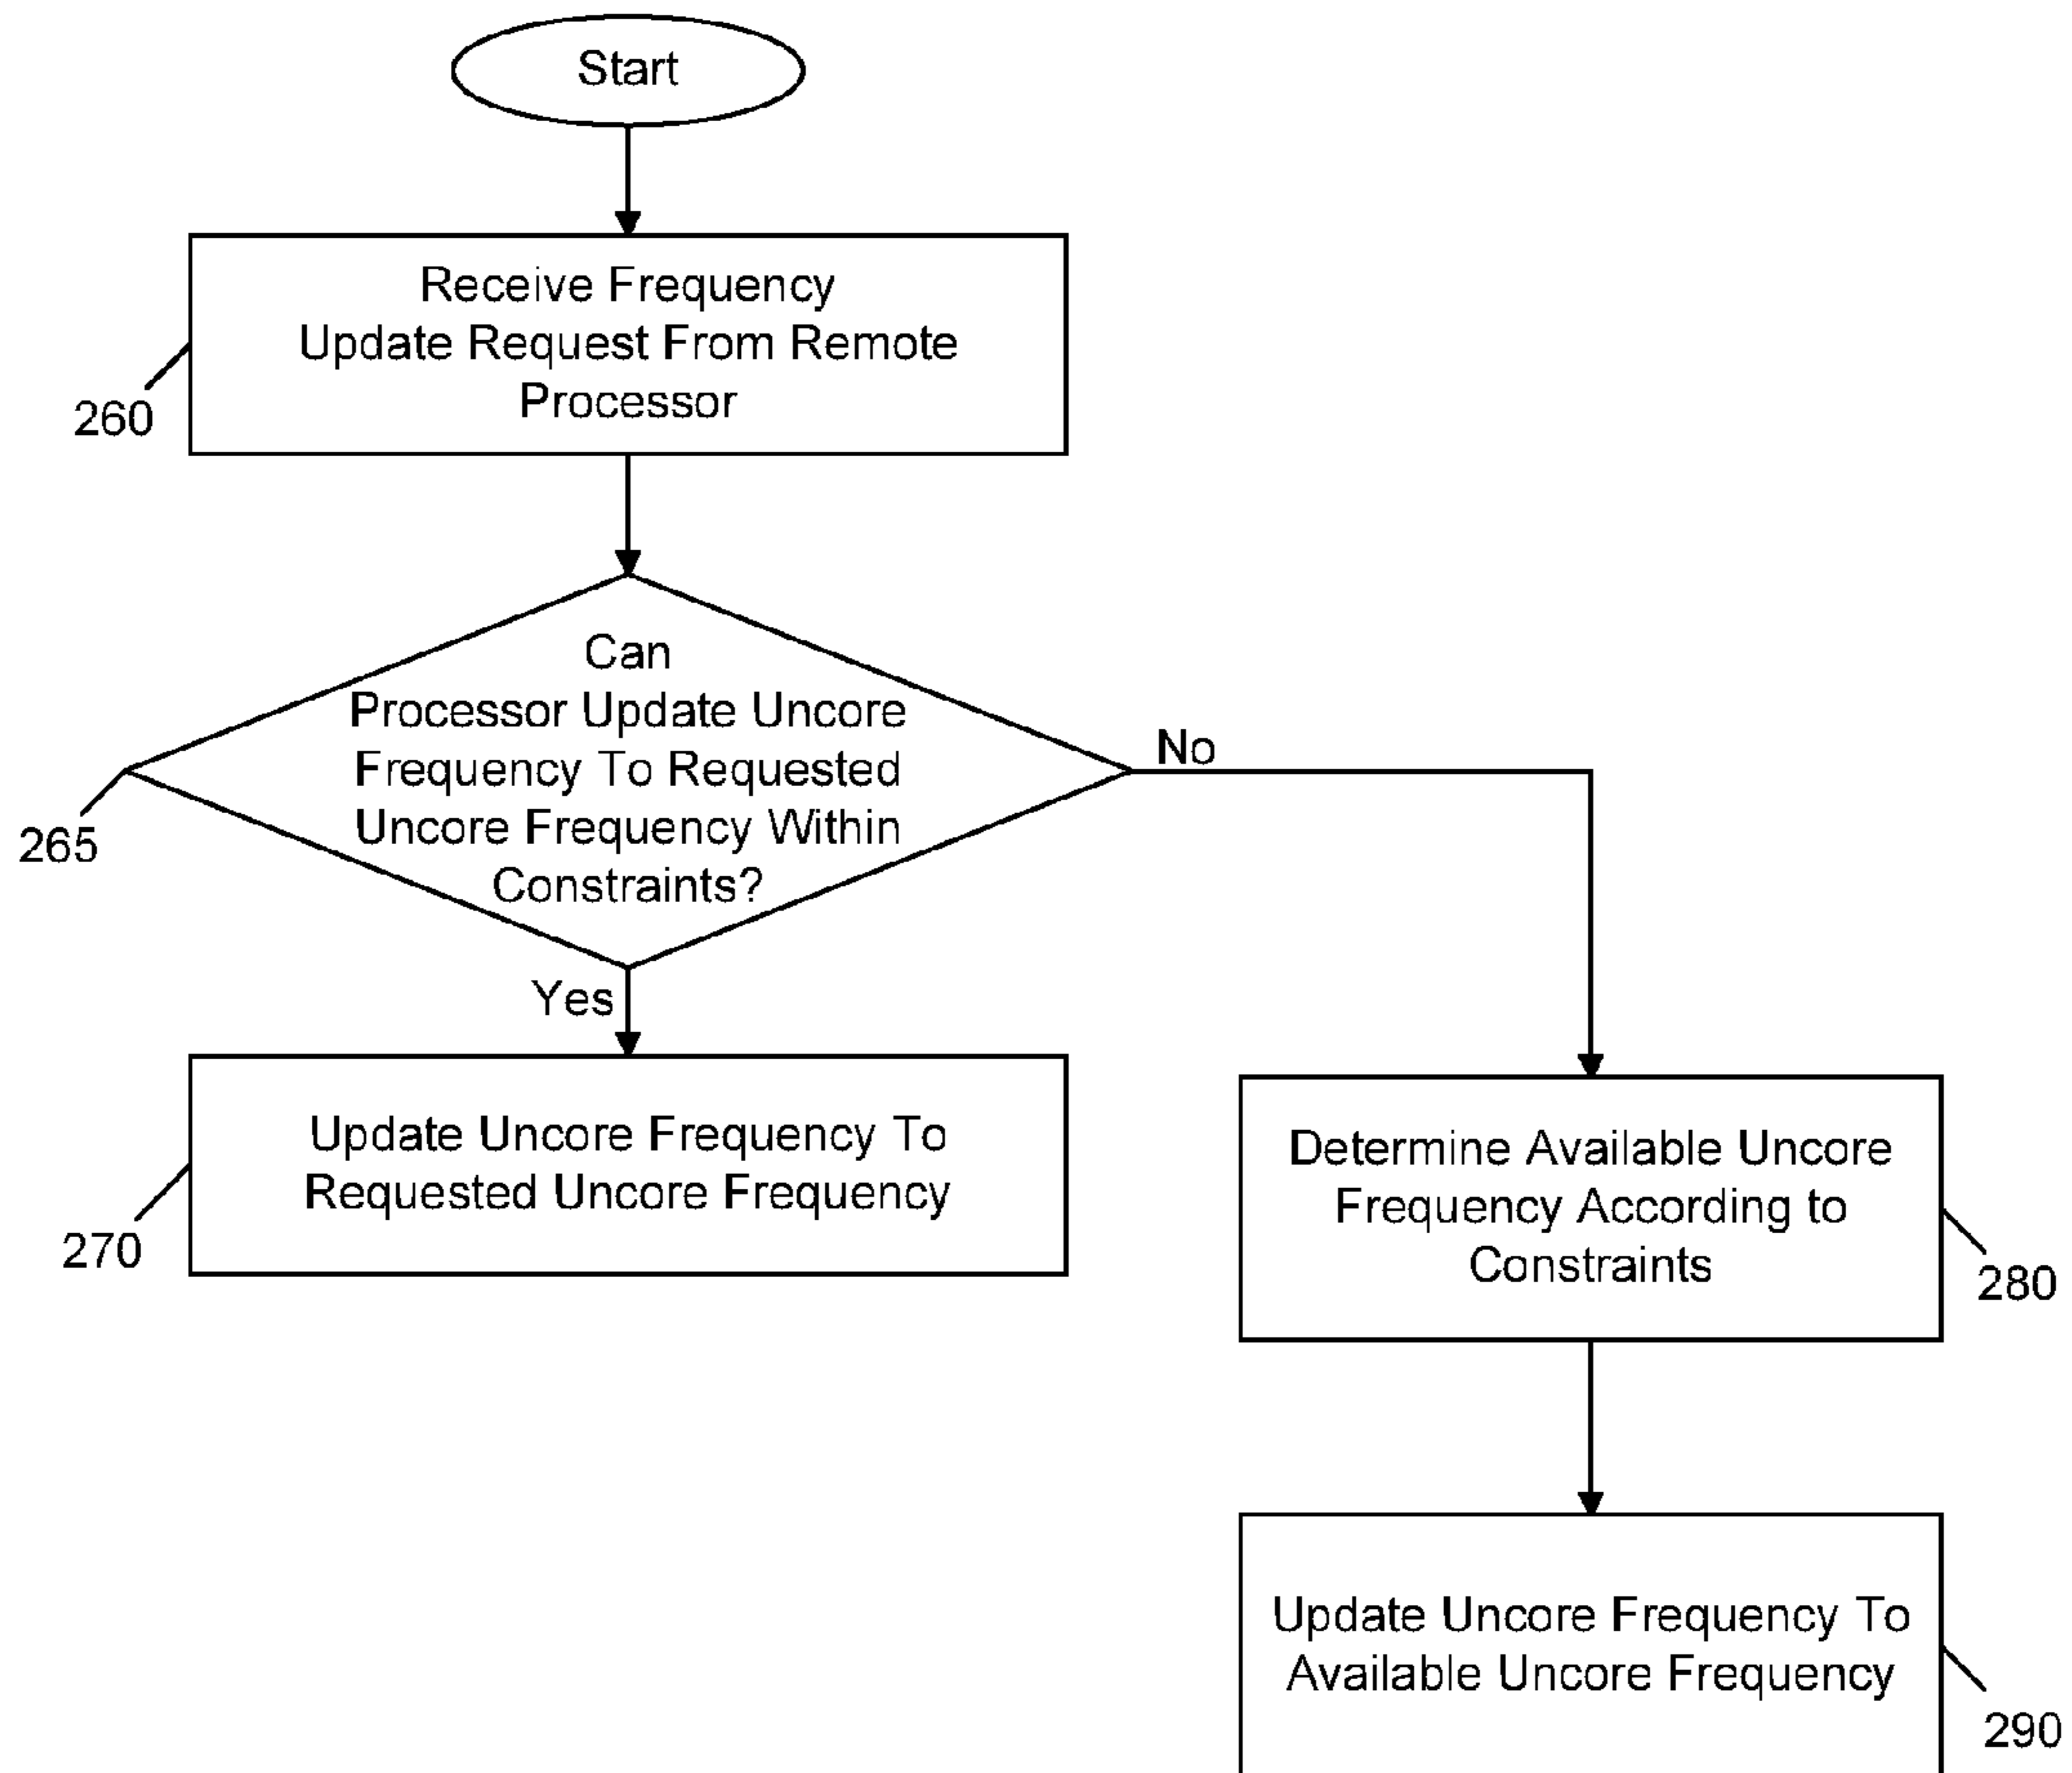 Start
Receive Frequency
Update Request From Remote
Processor
260
Can
Processor Update Uncore
Frequency To Requested
Uncore Frequency Within
Constraints?
265
No
Yes
Update Uncore Frequency To
Requested Uncore Frequency
270
Determine Available Uncore
Frequency According to
Constraints
280
Update Uncore Frequency To
Available Uncore Frequency
290